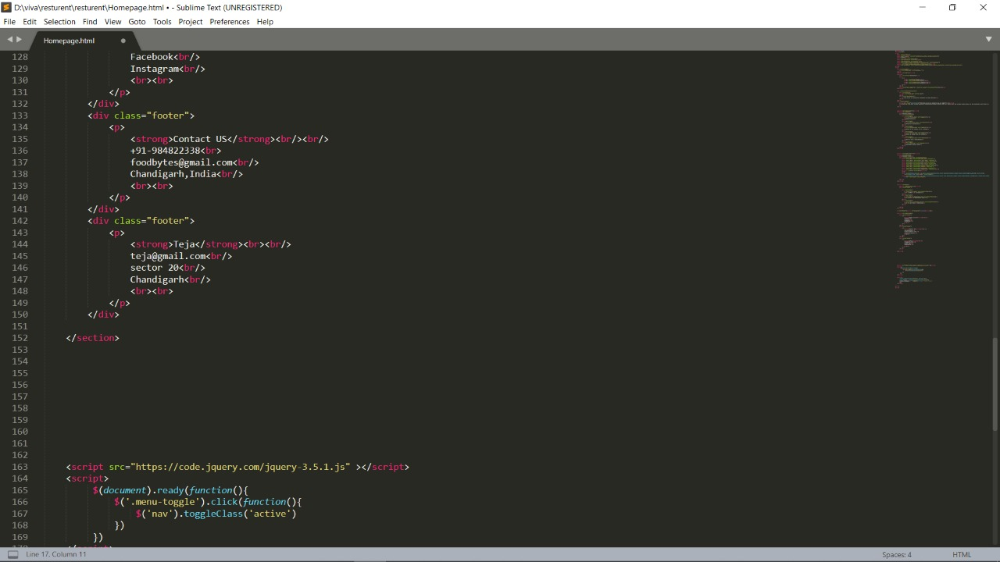 D:\viva\resturent\resturent\Homepage.html • - Sublime Text (UNREGISTERED)
File Edit Selection Find View Goto Tools Project Preferences Help
Homepage.html
128 Facebook<br/>
129 Instagram<br/>
130 <br><br>
131 </p>
132 </div>
133 <div class="footer">
134 <p>
135 <strong>Contact US</strong><br/><br/>
136 +91-984822338<br>
137 foodbytes@gmail.com<br/>
138 Chandigarh,India<br>
139 <br><br>
140 </p>
141 </div>
142 <div class="footer">
143 <p>
144 <strong>Teja</strong><br><br/>
145 teja@gmail.com<br/>
146 sector 20<br/>
147 Chandigarh<br/>
148 <br><br>
149 </p>
150 </div>
151
152 </section>
153
154
155
156
157
158
159
160
161
162
163 <script src="https://code.jquery.com/jquery-3.5.1.js" ></script>
164 <script>
165 $(document).ready(function(){
166 $('.menu-toggle').click(function(){
167 $('nav').toggleClass('active')
168 })
169 })
Line 17, Column 11 Spaces: 4 HTML